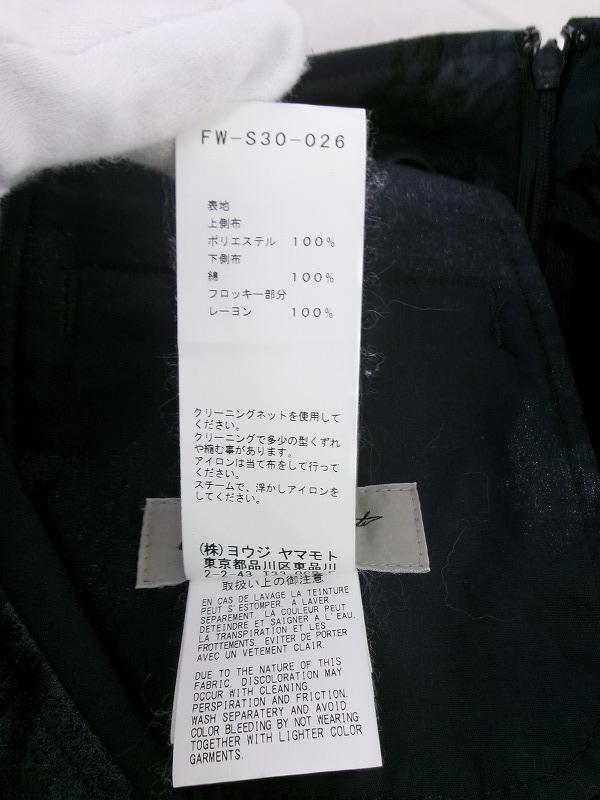 FW-S30-026
表地
上側布
ポリエステル 100%
下側布
綿 100%
フロッキー部分
レーヨン 100%
クリーニングネットを使用して
ください。
クリーニングで多少の型くずれ
や縮む事があります。
アイロンは当て布をして行って
ください。
スチームで、浮かしアイロンを
してください。
(株)ヨウジ ヤマモト
東京都品川区東品川
2-2-43
取扱い上の御注意
EN CAS DE LAVAGE LA TEINTURE
PEUT S'ESTOMPER. A LAVER
SEPAREMENT. LA COULEUR PEUT
DETEINDRE ET SAIGNER A L'EAU.
LA TRANSPIRATION ET LES
FROTTEMENTS. EVITER DE PORTER
AVEC UN VETEMENT CLAIR.
DUE TO THE NATURE OF THIS
FABRIC. DISCOLORATION MAY
OCCUR WITH CLEANING,
PERSPIRATION AND FRICTION.
WASH SEPARATERY AND AVOID
COLOR BLEEDING BY NOT WEARING
TOGETHER WITH LIGHTER COLOR
GARMENTS.